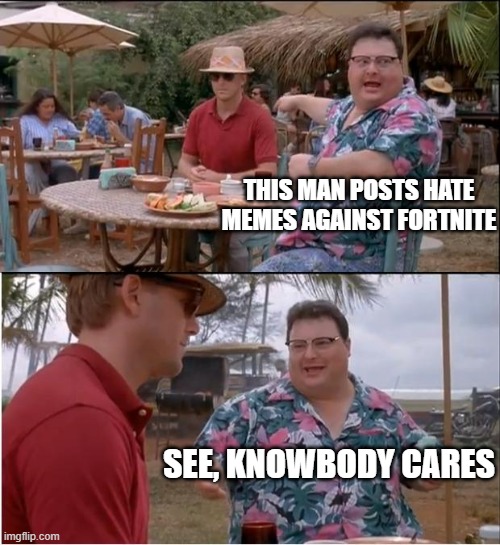 THIS MAN POSTS HATE
MEMES AGAINST FORTNITE
SEE, KNOWBODY CARES
imgflip.com